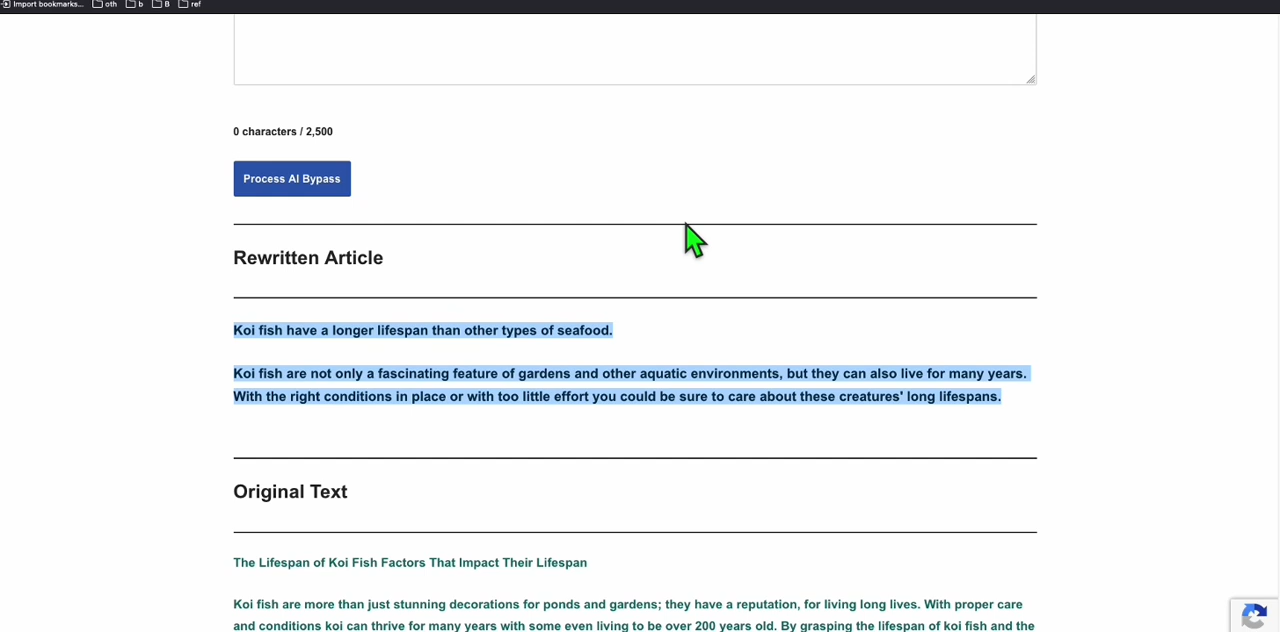 Import bookmarks... oth b B ref
0 characters / 2,500
Process AI Bypass
Rewritten Article
Koi fish have a longer lifespan than other types of seafood.
Koi fish are not only a fascinating feature of gardens and other aquatic environments, but they can also live for many years.
With the right conditions in place or with too little effort you could be sure to care about these creatures' long lifespans.
Original Text
The Lifespan of Koi Fish Factors That Impact Their Lifespan
Koi fish are more than just stunning decorations for ponds and gardens; they have a reputation, for living long lives. With proper care
and conditions koi can thrive for many years with some even living to be over 200 years old. By grasping the lifespan of koi fish and the